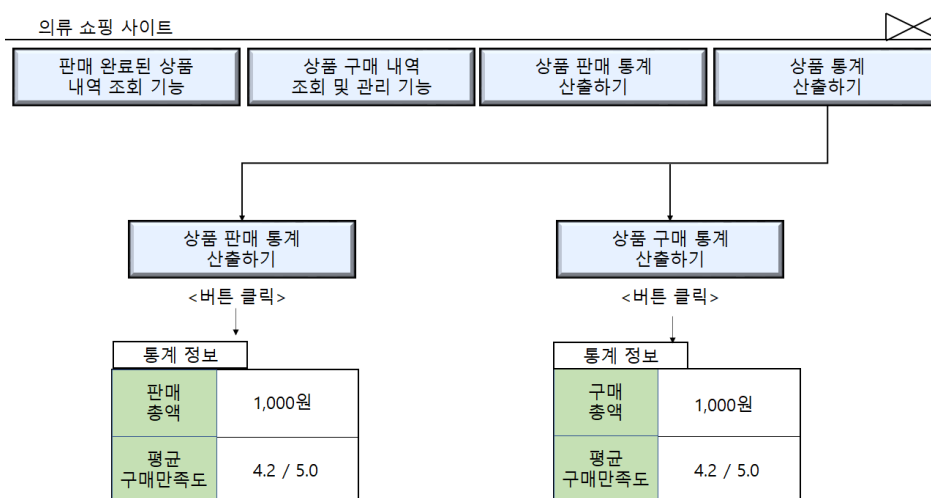 의류 쇼핑 사이트
판매 완료된 상품
내역 조회 기능
상품 구매 내역
조회 및 관리 기능
상품 판매 통계
산출하기
상품 통계
산출하기
상품 판매 통계
산출하기
상품 구매 통계
산출하기
<버튼 클릭>
<버튼 클릭>
통계 정보
판매
총액
1,000원
평균
구매만족도
4.2 / 5.0
통계 정보
구매
총액
1,000원
평균
구매만족도
4.2 / 5.0